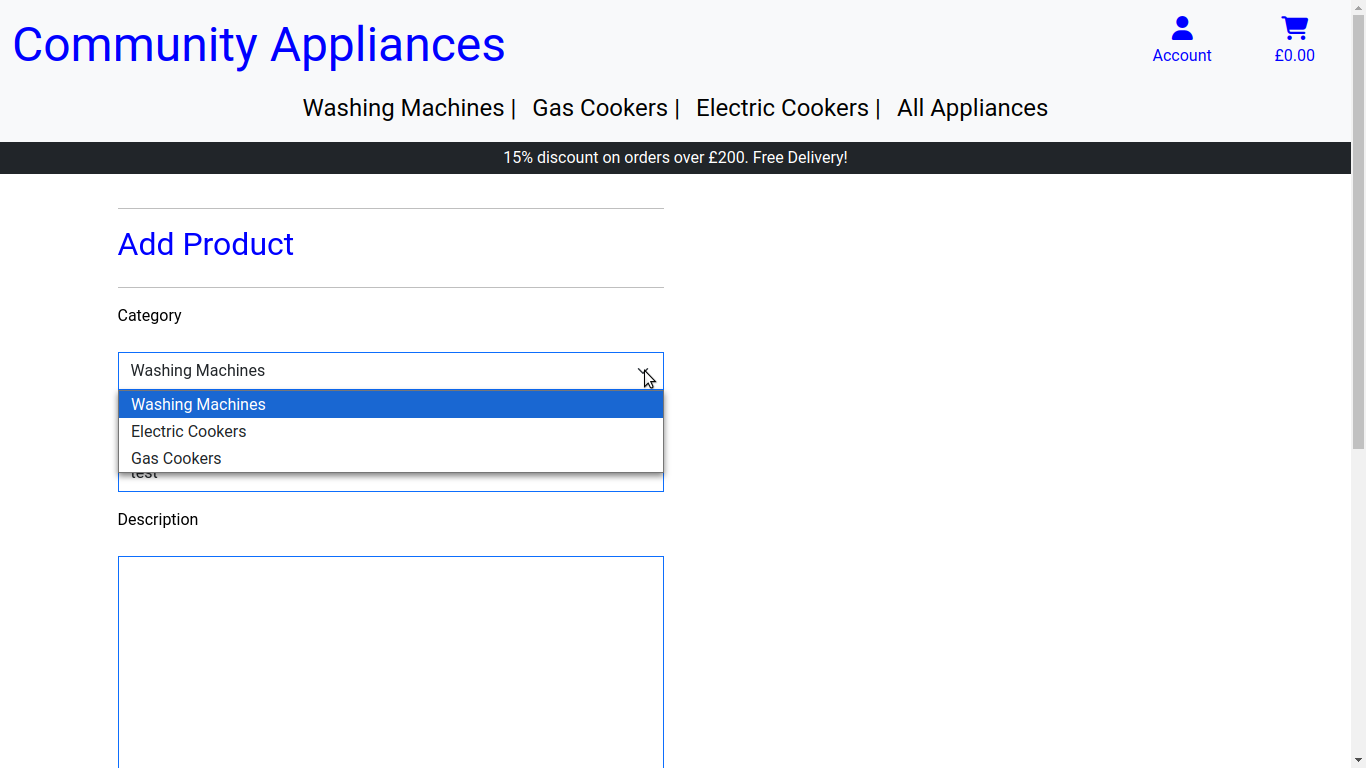 Community Appliances
Account
£0.00
Washing Machines |
Gas Cookers |
Electric Cookers |
All Appliances
15% discount on orders over £200. Free Delivery!
Add Product
Category
Washing Machines
Washing Machines
Electric Cookers
Gas Cookers
test
Description